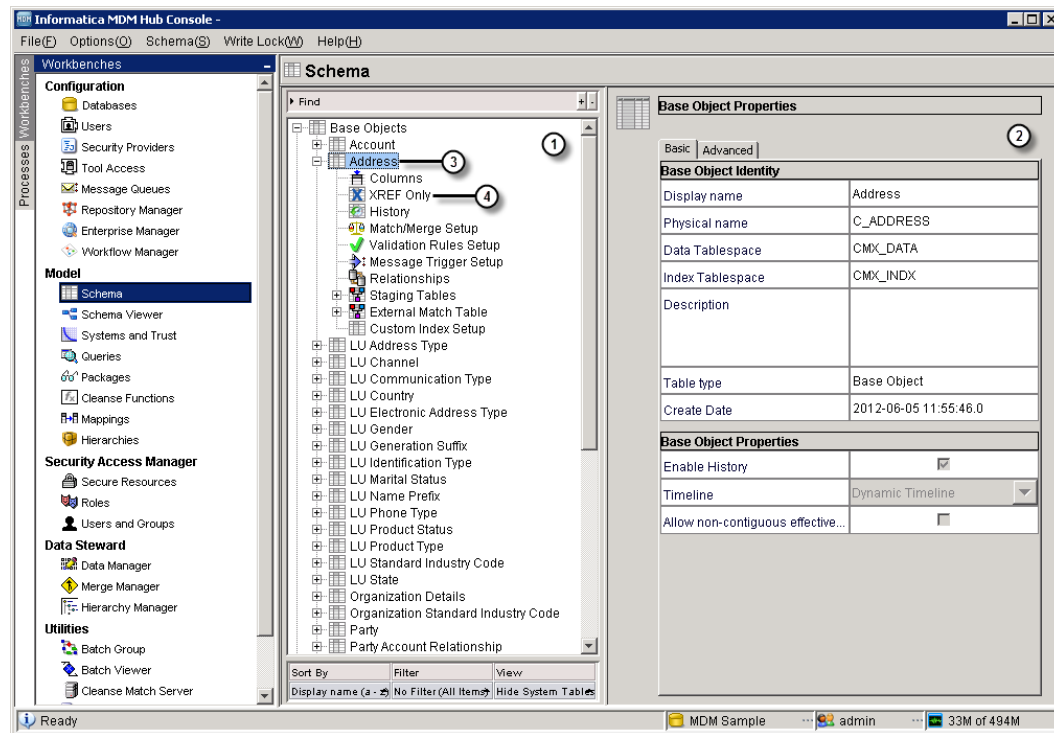 Informatica MDM Hub Console -
File(F) Options(O) Schema(S) Write Lock(W) Help(H)
Processes Workbenches
Workbenches
Configuration
Databases
Users
Security Providers
Tool Access
Message Queues
Repository Manager
Enterprise Manager
Workflow Manager
Model
Schema
Schema Viewer
Systems and Trust
Queries
Packages
Cleanse Functions
Mappings
Hierarchies
Security Access Manager
Secure Resources
Roles
Users and Groups
Data Steward
Data Manager
Merge Manager
Hierarchy Manager
Utilities
Batch Group
Batch Viewer
Cleanse Match Server
Schema
Find
Base Objects
1
Account
Address
3
Columns
XREF Only
4
History
Match/Merge Setup
Validation Rules Setup
Message Trigger Setup
Relationships
Staging Tables
External Match Table
Custom Index Setup
LU Address Type
LU Channel
LU Communication Type
LU Country
LU Electronic Address Type
LU Gender
LU Generation Suffix
LU Identification Type
LU Marital Status
LU Name Prefix
LU Phone Type
LU Product Status
LU Product Type
LU Standard Industry Code
LU State
Organization Details
Organization Standard Industry Code
Party
Party Account Relationship
Sort By Filter View
Display name (a - z) No Filter (All Items) Hide System Tables
Base Object Properties
2
Basic Advanced
Base Object Identity
Display name Address
Physical name C_ADDRESS
Data Tablespace CMX_DATA
Index Tablespace CMX_INDX
Description
Table type Base Object
Create Date 2012-06-05 11:55:46.0
Base Object Properties
Enable History
Timeline Dynamic Timeline
Allow non-contiguous effective...
Ready MDM Sample ... admin ... 33M of 494M